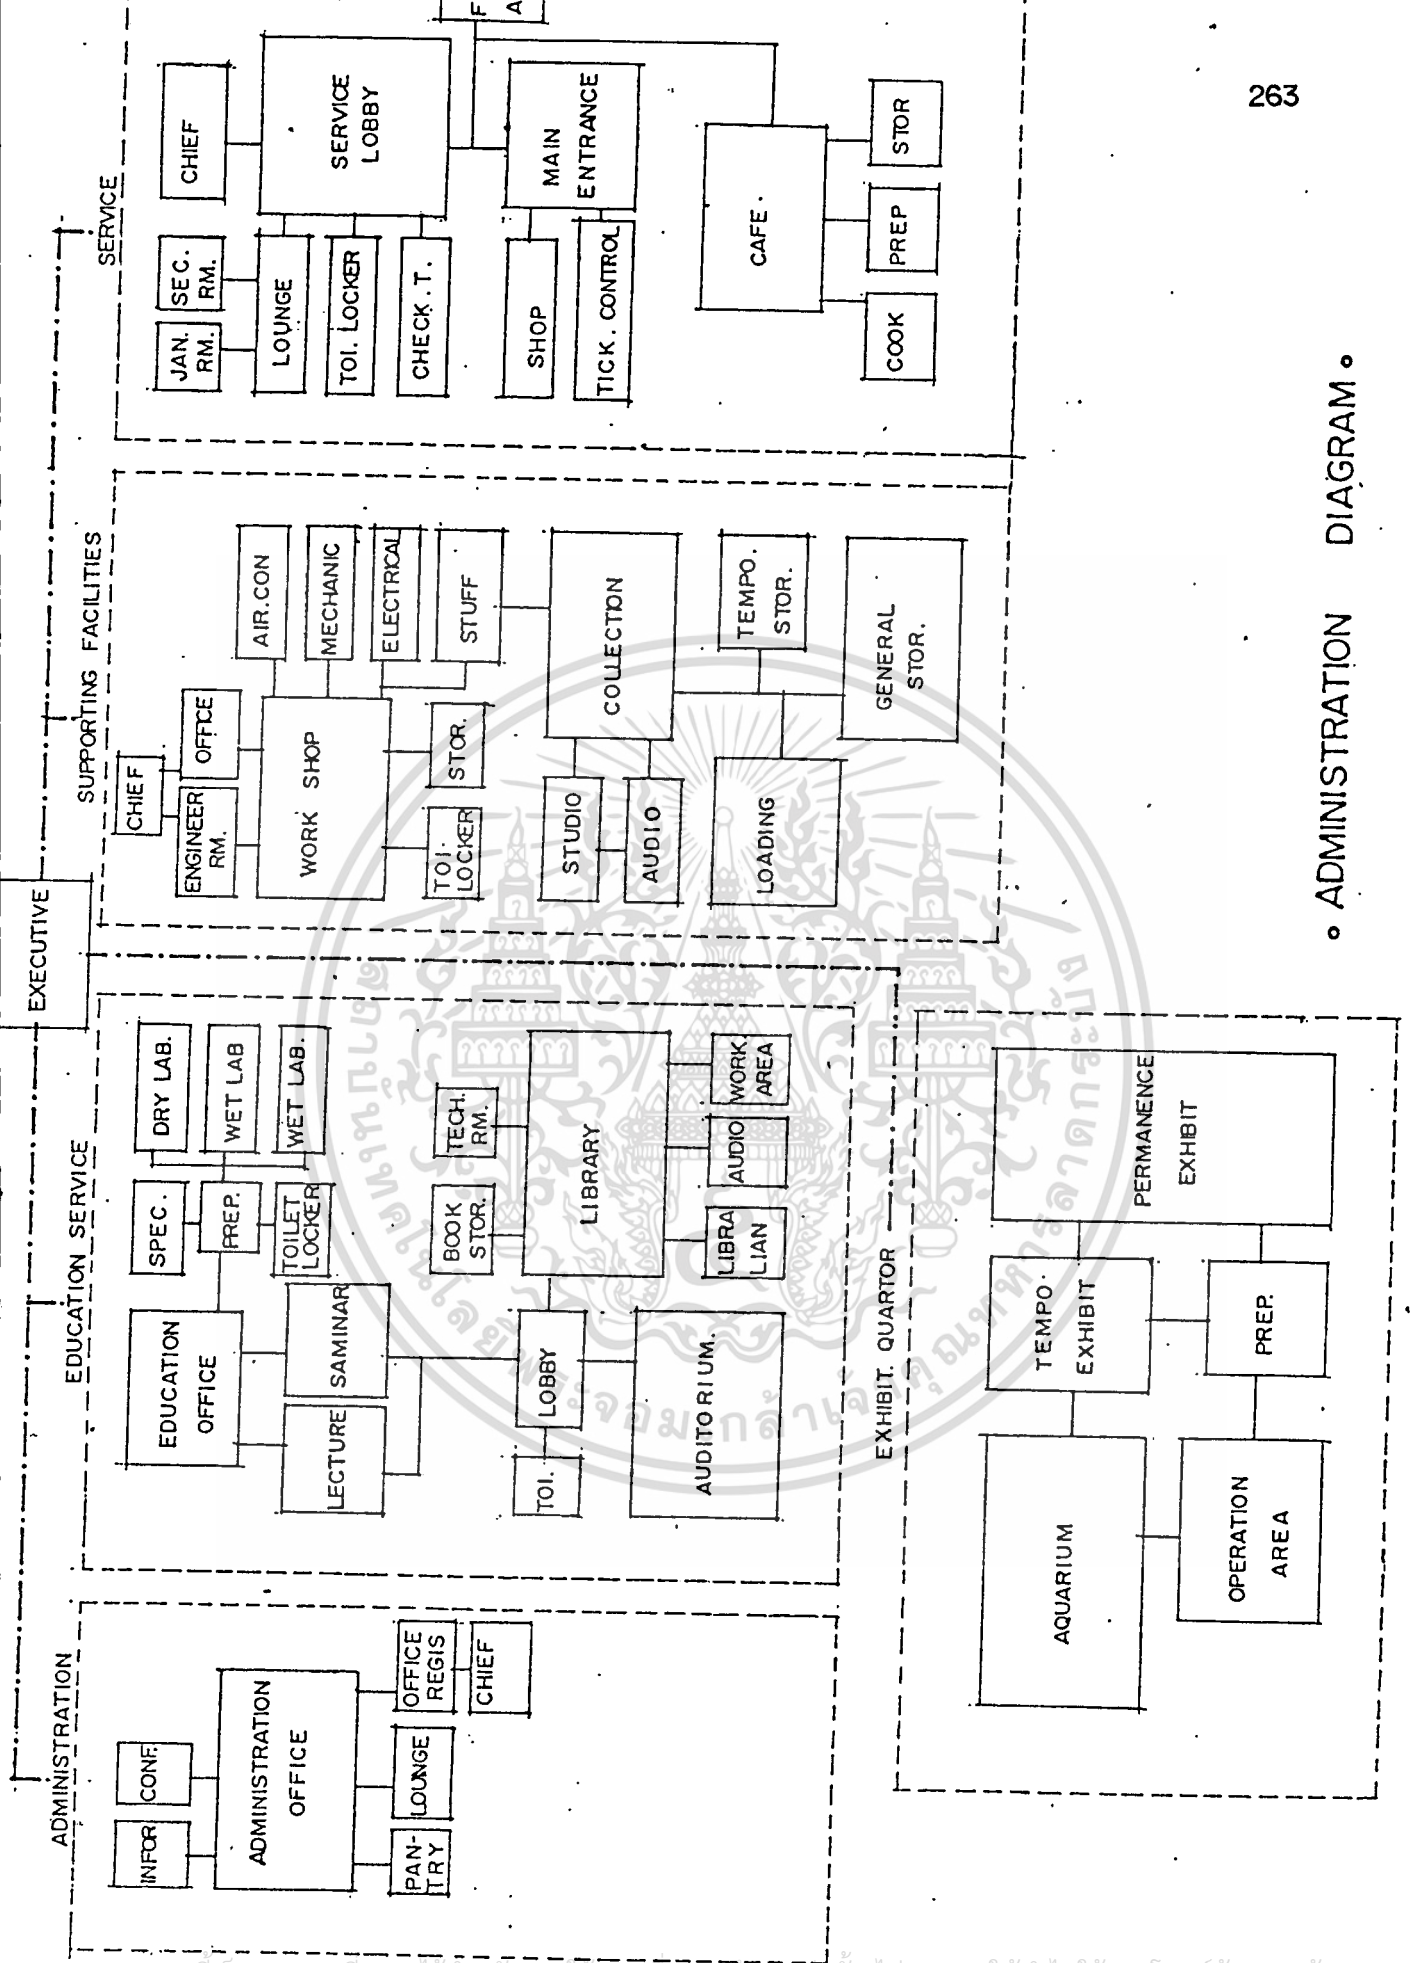 263
EXECUTIVE
ADMINISTRATION
INFOR
CONF.
ADMINISTRATION
OFFICE
PAN-
TRY
LOUNGE
OFFICE
REGIS
CHIEF
EDUCATION SERVICE
EDUCATION
OFFICE
SPEC.
PREP.
TOILET
LOCKER
DRY LAB.
WET LAB
WET LAB.
LECTURE
SAMINAR
TOI.
LOBBY
AUDITORIUM.
BOOK
STOR.
TECH.
RM.
LIBRARY
LIBRA
LIAN
AUDIO
WORK
AREA
SUPPORTING FACILITIES
CHIEF
ENGINEER
RM.
OFFICE
WORK SHOP
AIR.CON
MECHANIC
ELECTRICAL
STUFF
TOI.
LOCKER
STOR.
STUDIO
AUDIO
COLLECTION
LOADING
TEMPO.
STOR.
GENERAL
STOR.
SERVICE
JAN.
RM.
SEC.
RM.
CHIEF
LOUNGE
TOI. LOCKER
CHECK.T.
SERVICE
LOBBY
F
A
SHOP
TICK. CONTROL
MAIN
ENTRANCE
CAFE.
COOK
PREP
STOR
EXHIBIT. QUARTOR
AQUARIUM
TEMPO.
EXHIBIT
PERMANENCE
EXHIBIT
OPERATION
AREA
PREP.
• ADMINISTRATION DIAGRAM •